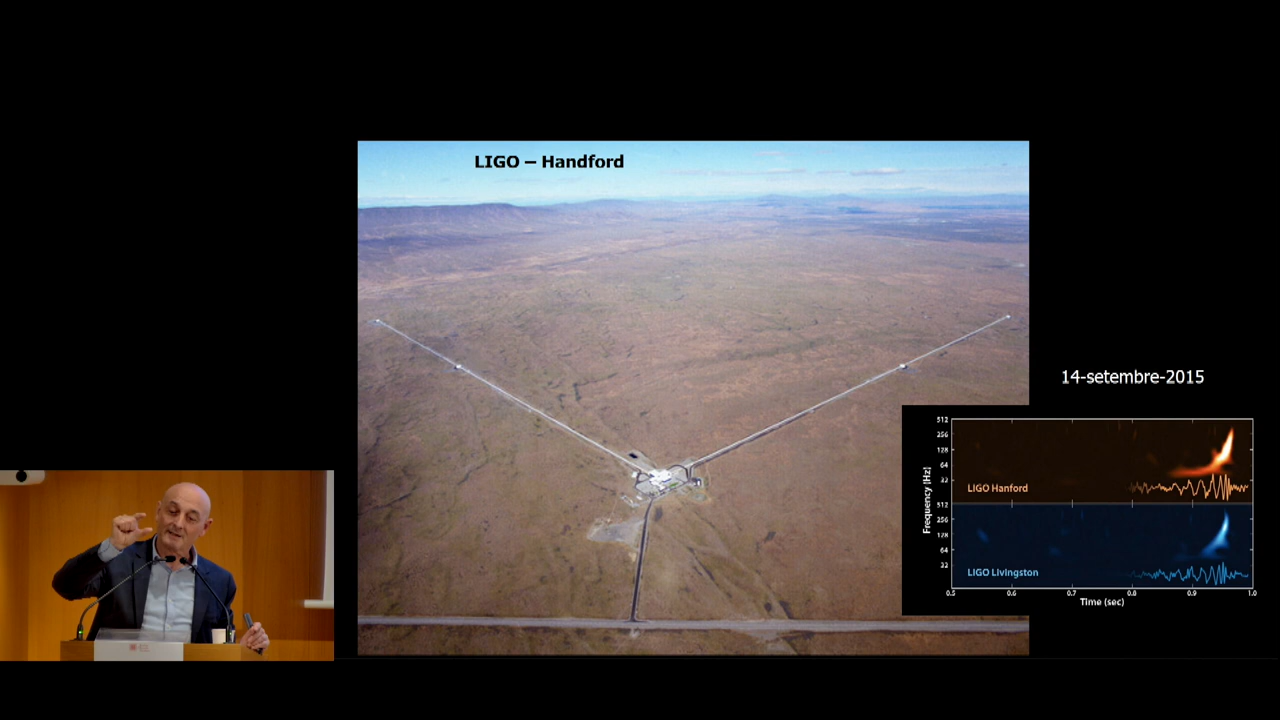 LIGO – Handford
14-setembre-2015
512
256
128
64
32
LIGO Hanford
512
256
128
64
32
LIGO Livingston
Frequency (Hz)
0.5
0.6
0.7
0.8
0.9
1.0
Time (sec)